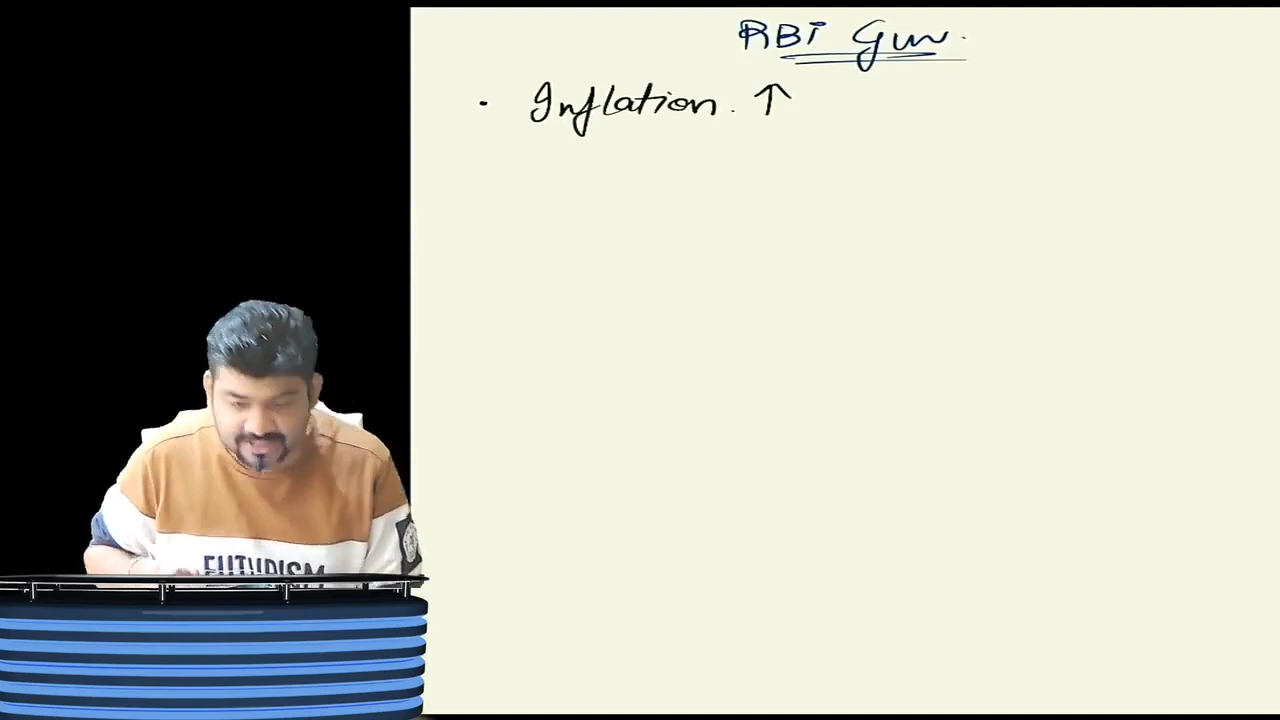 RBi Guv.
. Inflation. ↑
FUTURISM